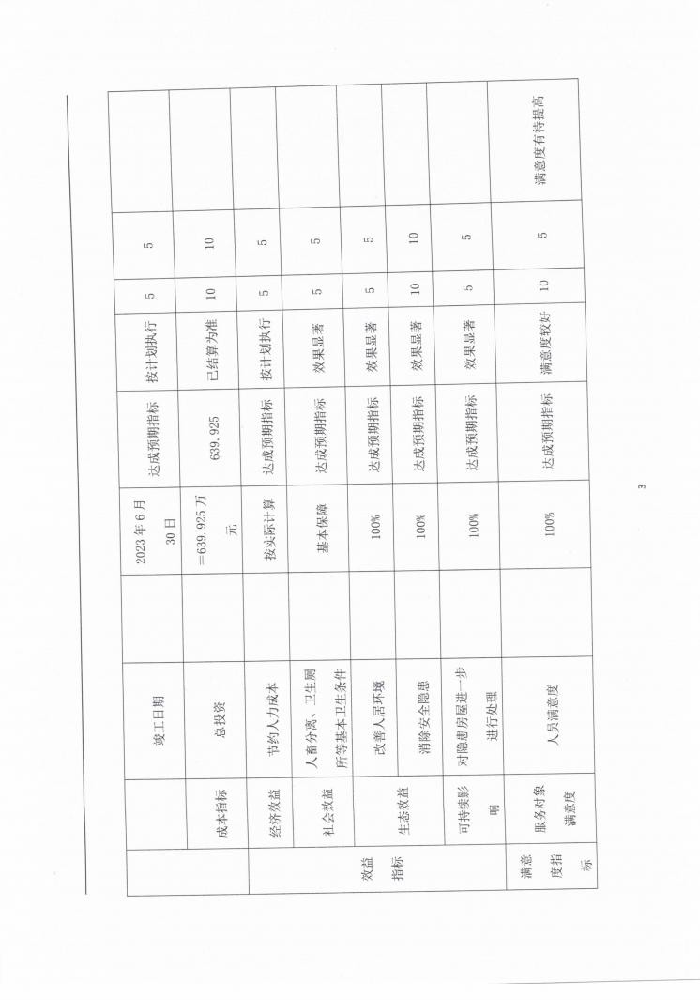 竣工日期
2023 年 6 月
30 日
达成预期指标
按计划执行
5
5
成本指标
总投资
=639.925 万
元
639.925
已结算为准
10
10
效益
指标
经济效益
节约人力成本
按实际计算
达成预期指标
按计划执行
5
5
社会效益
人畜分离、卫生厕
所等基本卫生条件
基本保障
达成预期指标
效果显著
5
5
生态效益
改善人居环境
100%
达成预期指标
效果显著
5
5
消除安全隐患
100%
达成预期指标
效果显著
10
10
可持续影
响
对隐患房屋进一步
进行处理
100%
达成预期指标
效果显著
5
5
满意
度指
标
服务对象
满意度
人员满意度
100%
达成预期指标
满意度较好
10
5
满意度有待提高
3